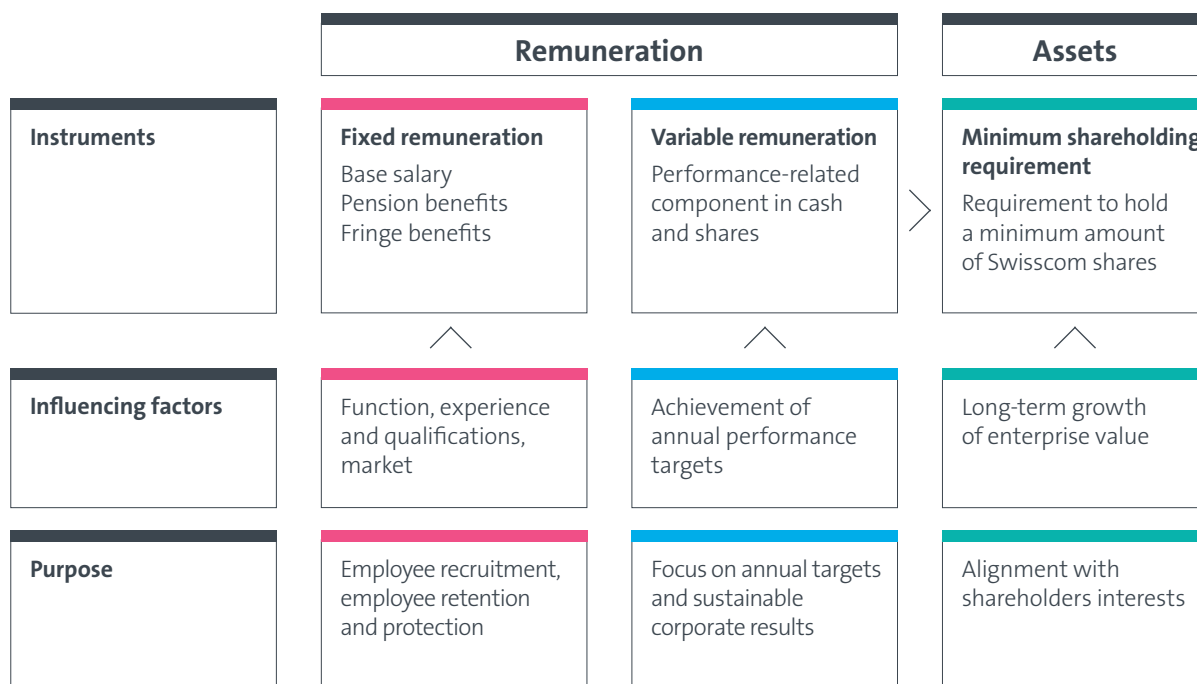 Remuneration
Assets
Instruments
Fixed remuneration
Base salary
Pension benefits
Fringe benefits
Variable remuneration
Performance-related
component in cash
and shares
Minimum shareholding
requirement
Requirement to hold
a minimum amount
of Swisscom shares
Influencing factors
Function, experience
and qualifications,
market
Achievement of
annual performance
targets
Long-term growth
of enterprise value
Purpose
Employee recruitment,
employee retention
and protection
Focus on annual targets
and sustainable
corporate results
Alignment with
shareholders interests